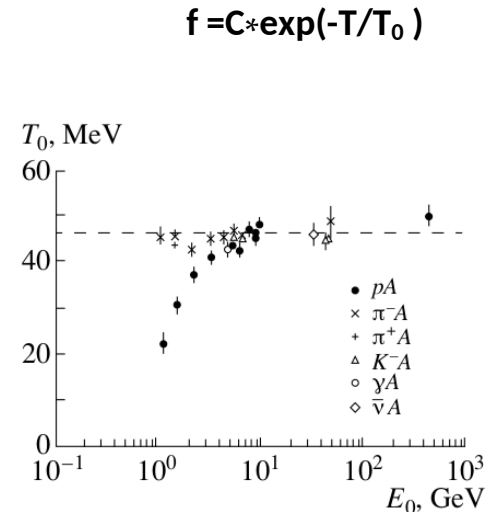 f =C*exp(-T/T₀ )
T₀, MeV
60
40
20
0
pA
π⁻A
π⁺A
K⁻A
γA
ν̄A
10⁻¹ 10⁰ 10¹ 10² 10³
E₀, GeV